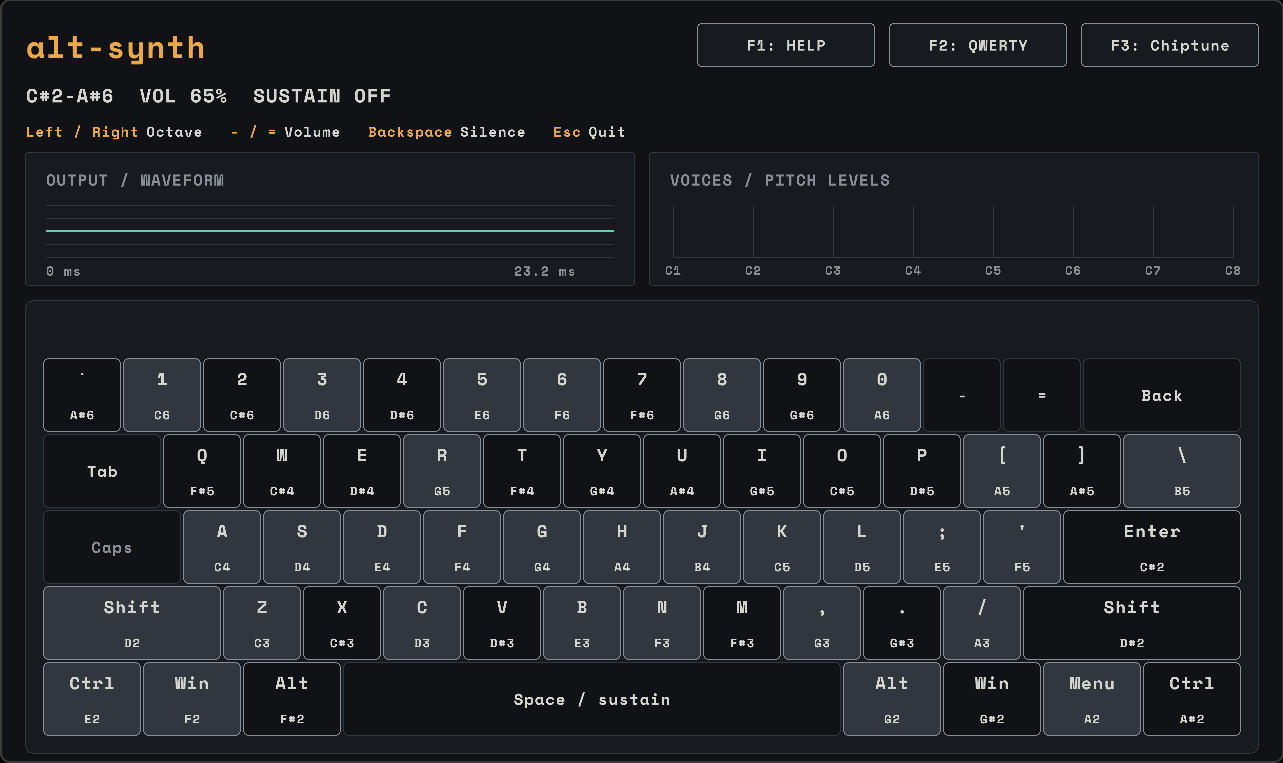 alt-synth
F1: HELP
F2: QWERTY
F3: Chiptune
C#2-A#6 VOL 65% SUSTAIN OFF
Left / Right Octave - / = Volume Backspace Silence Esc Quit
OUTPUT / WAVEFORM
0 ms 23.2 ms
VOICES / PITCH LEVELS
C1 C2 C3 C4 C5 C6 C7 C8
` 1 2 3 4 5 6 7 8 9 0 - = Back
A#6 C6 C#6 D6 D#6 E6 F6 F#6 G6 G#6 A6
Tab Q W E R T Y U I O P [ ] \
F#5 C#4 D#4 G5 F#4 G#4 A#4 G#5 C#5 D#5 A5 A#5 B5
Caps A S D F G H J K L ; ' Enter
C4 D4 E4 F4 G4 A4 B4 C5 D5 E5 F5 C#2
Shift Z X C V B N M , . / Shift
D2 C3 C#3 D3 D#3 E3 F3 F#3 G3 G#3 A3 D#2
Ctrl Win Alt Space / sustain Alt Win Menu Ctrl
E2 F2 F#2 G2 G#2 A2 A#2